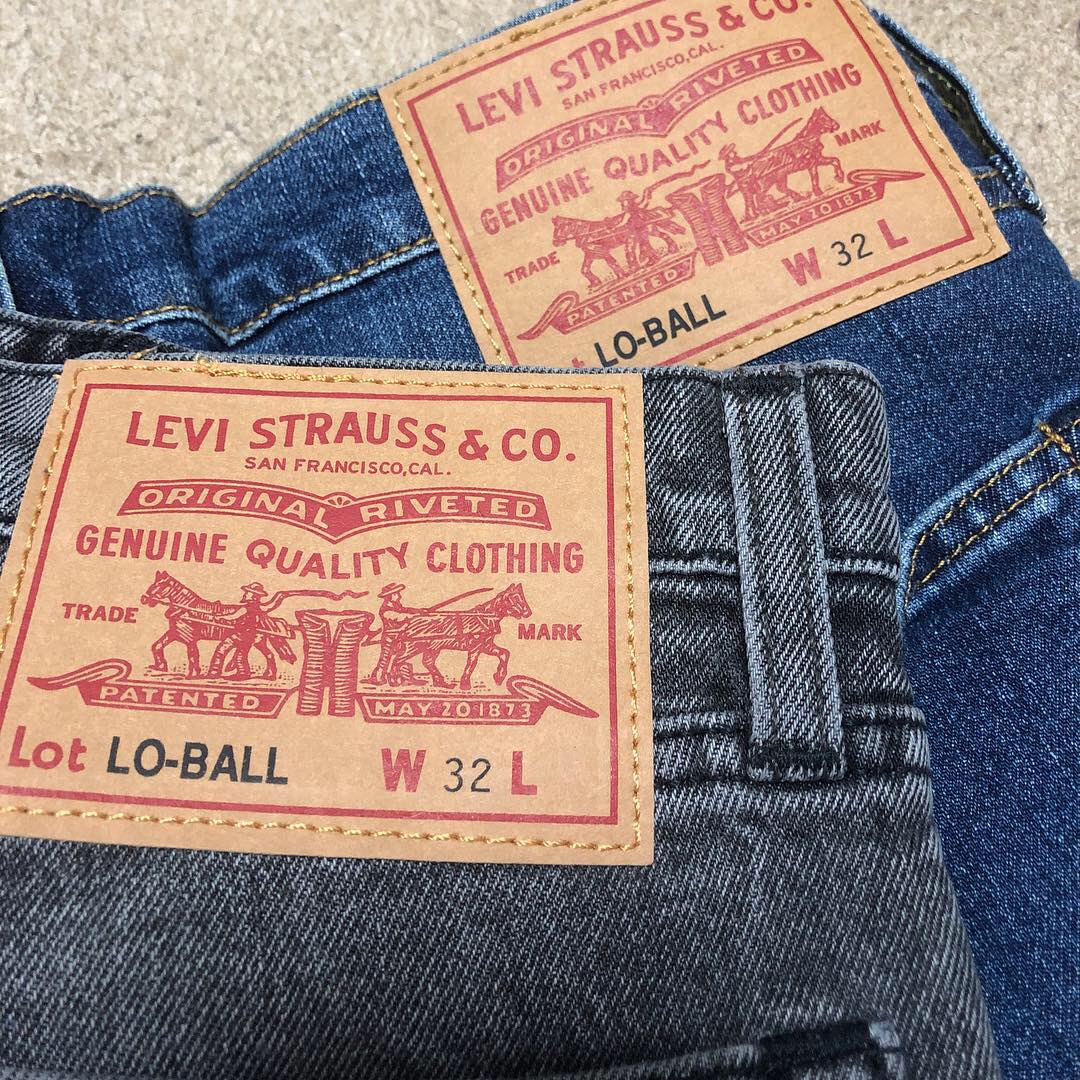 LEVI STRAUSS & CO.
SAN FRANCISCO, CAL.
ORIGINAL RIVETED
GENUINE QUALITY CLOTHING
TRADE MARK
PATENTED MAY 20 1873
W 32 L
Lot LO-BALL
LEVI STRAUSS & CO.
SAN FRANCISCO, CAL.
ORIGINAL RIVETED
GENUINE QUALITY CLOTHING
TRADE MARK
PATENTED MAY 20 1873
Lot LO-BALL W 32 L